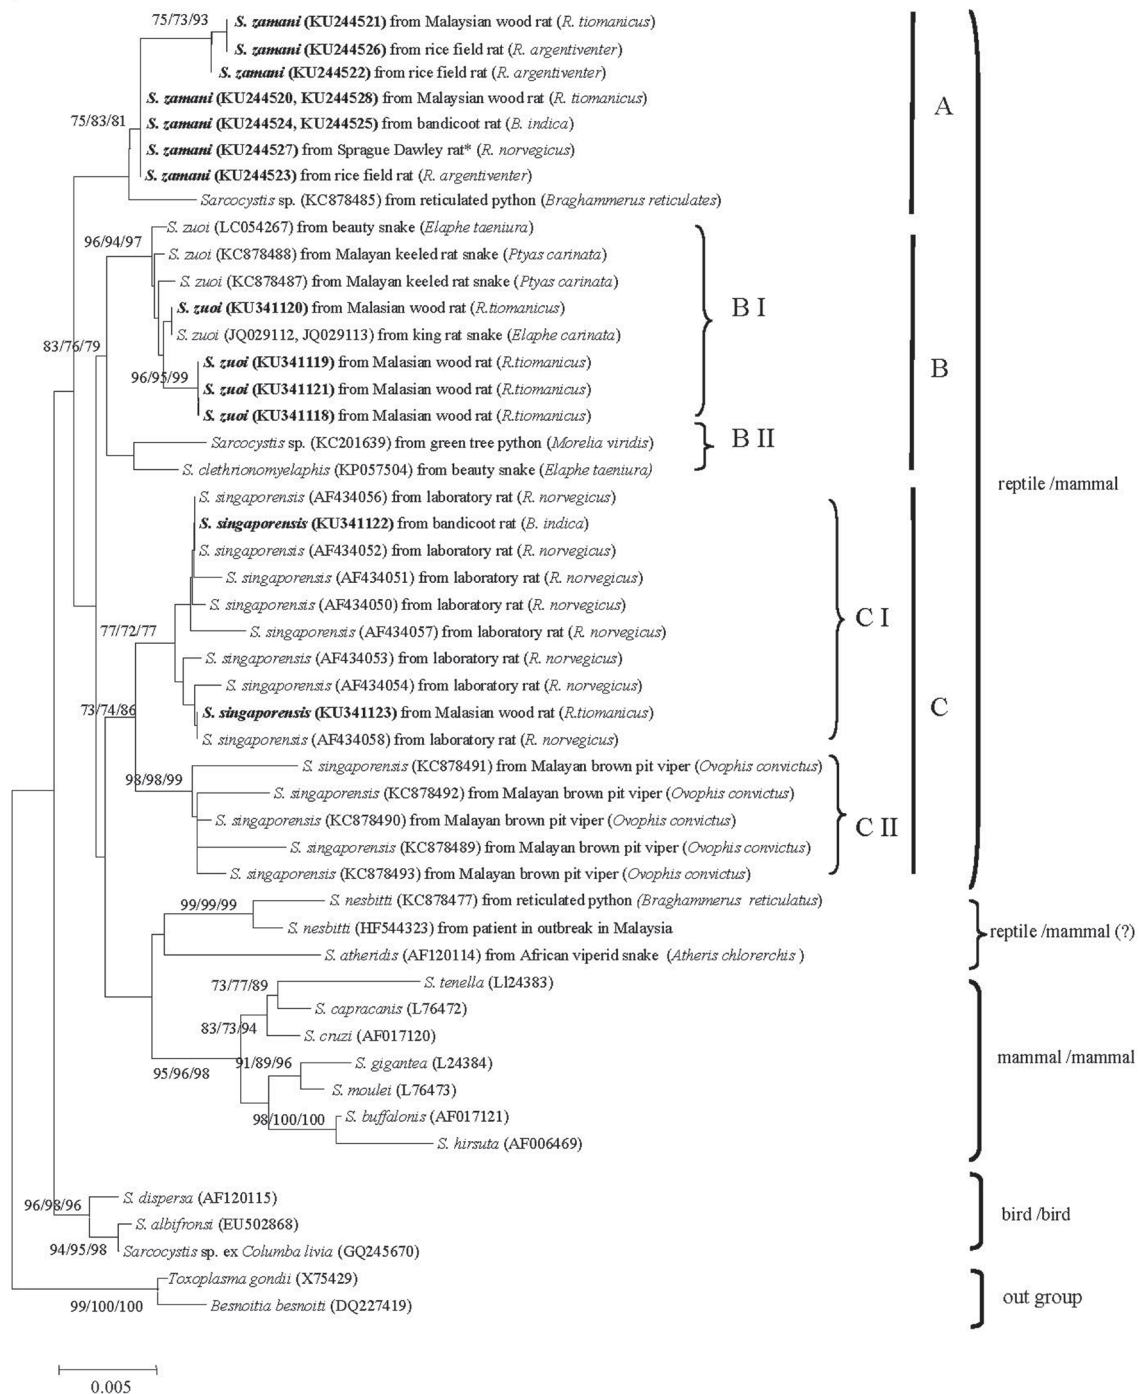 75/73/93
S. zamani (KU244521) from Malaysian wood rat (R. tiomanicus)
S. zamani (KU244526) from rice field rat (R. argentiventer)
S. zamani (KU244522) from rice field rat (R. argentiventer)
S. zamani (KU244520, KU244528) from Malaysian wood rat (R. tiomanicus)
A
75/83/81
S. zamani (KU244524, KU244525) from bandicoot rat (B. indica)
S. zamani (KU244527) from Sprague Dawley rat* (R. norvegicus)
S. zamani (KU244523) from rice field rat (R. argentiventer)
Sarcocystis sp. (KC878485) from reticulated python (Braghammerus reticulates)
S. zuoi (LC054267) from beauty snake (Elaphe taeniura)
96/94/97
S. zuoi (KC878488) from Malayan keeled rat snake (Ptyas carinata)
S. zuoi (KC878487) from Malayan keeled rat snake (Ptyas carinata)
S. zuoi (KU341120) from Malasian wood rat (R.tiomanicus)
B I
S. zuoi (JQ029112, JQ029113) from king rat snake (Elaphe carinata)
83/76/79
S. zuoi (KU341119) from Malasian wood rat (R.tiomanicus)
B
96/95/99
S. zuoi (KU341121) from Malasian wood rat (R.tiomanicus)
S. zuoi (KU341118) from Malasian wood rat (R.tiomanicus)
Sarcocystis sp. (KC201639) from green tree python (Morelia viridis)
B II
S. clethrionomyelaphis (KP057504) from beauty snake (Elaphe taeniura)
reptile /mammal
S. singaporensis (AF434056) from laboratory rat (R. norvegicus)
S. singaporensis (KU341122) from bandicoot rat (B. indica)
S. singaporensis (AF434052) from laboratory rat (R. norvegicus)
S. singaporensis (AF434051) from laboratory rat (R. norvegicus)
S. singaporensis (AF434050) from laboratory rat (R. norvegicus)
C I
77/72/77
S. singaporensis (AF434057) from laboratory rat (R. norvegicus)
S. singaporensis (AF434053) from laboratory rat (R. norvegicus)
S. singaporensis (AF434054) from laboratory rat (R. norvegicus)
73/74/86
S. singaporensis (KU341123) from Malasian wood rat (R.tiomanicus)
C
S. singaporensis (AF434058) from laboratory rat (R. norvegicus)
S. singaporensis (KC878491) from Malayan brown pit viper (Ovophis convictus)
98/98/99
S. singaporensis (KC878492) from Malayan brown pit viper (Ovophis convictus)
S. singaporensis (KC878490) from Malayan brown pit viper (Ovophis convictus)
C II
S. singaporensis (KC878489) from Malayan brown pit viper (Ovophis convictus)
S. singaporensis (KC878493) from Malayan brown pit viper (Ovophis convictus)
99/99/99
S. nesbitti (KC878477) from reticulated python (Braghammerus reticulatus)
S. nesbitti (HF544323) from patient in outbreak in Malaysia
reptile /mammal (?)
S. atheridis (AF120114) from African viperid snake (Atheris chlorerchis )
73/77/89
S. tenella (Ll24383)
S. capracanis (L76472)
83/73/94
S. cruzi (AF017120)
mammal /mammal
91/89/96
S. gigantea (L24384)
95/96/98
S. moulei (L76473)
98/100/100
S. buffalonis (AF017121)
S. hirsuta (AF006469)
96/98/96
S. dispersa (AF120115)
bird /bird
S. albifronsi (EU502868)
94/95/98
Sarcocystis sp. ex Columba livia (GQ245670)
Toxoplasma gondii (X75429)
out group
99/100/100
Besnoitia besnoiti (DQ227419)
0.005